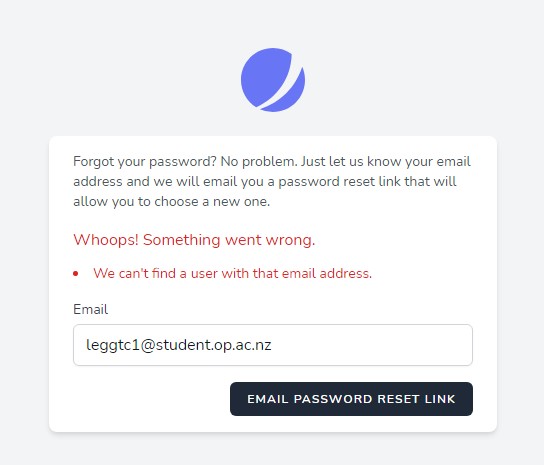 Forgot your password? No problem. Just let us know your email
address and we will email you a password reset link that will
allow you to choose a new one.
Whoops! Something went wrong.
We can't find a user with that email address.
Email
leggtc1@student.op.ac.nz
EMAIL PASSWORD RESET LINK